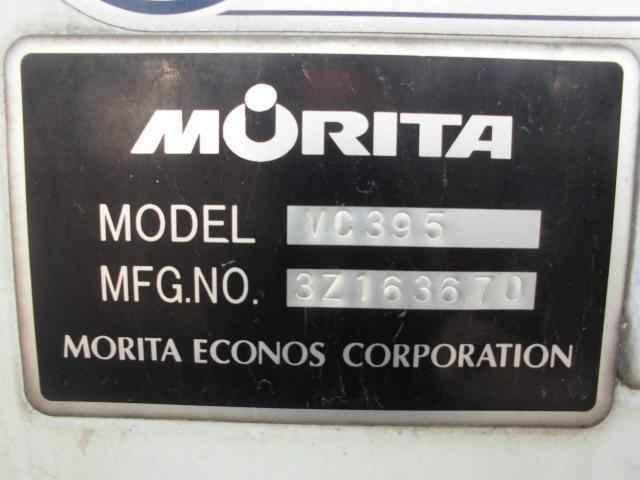 MORITA
MODEL VC395
MFG.NO. 3Z163670
MORITA ECONOS CORPORATION